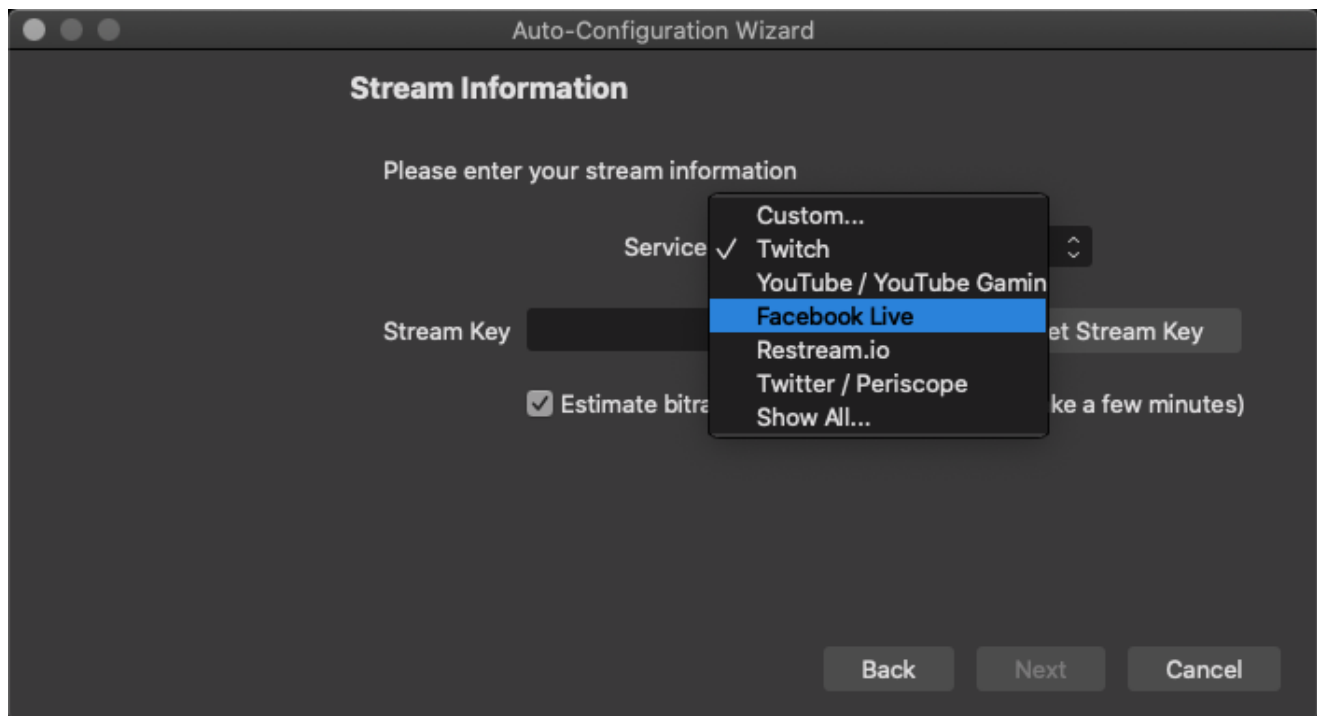 Auto-Configuration Wizard
Stream Information
Please enter your stream information
Custom...
Service ✓ Twitch
YouTube / YouTube Gamin
Facebook Live
Stream Key
et Stream Key
Restream.io
Twitter / Periscope
Estimate bitra
ke a few minutes)
Show All...
Back Next Cancel